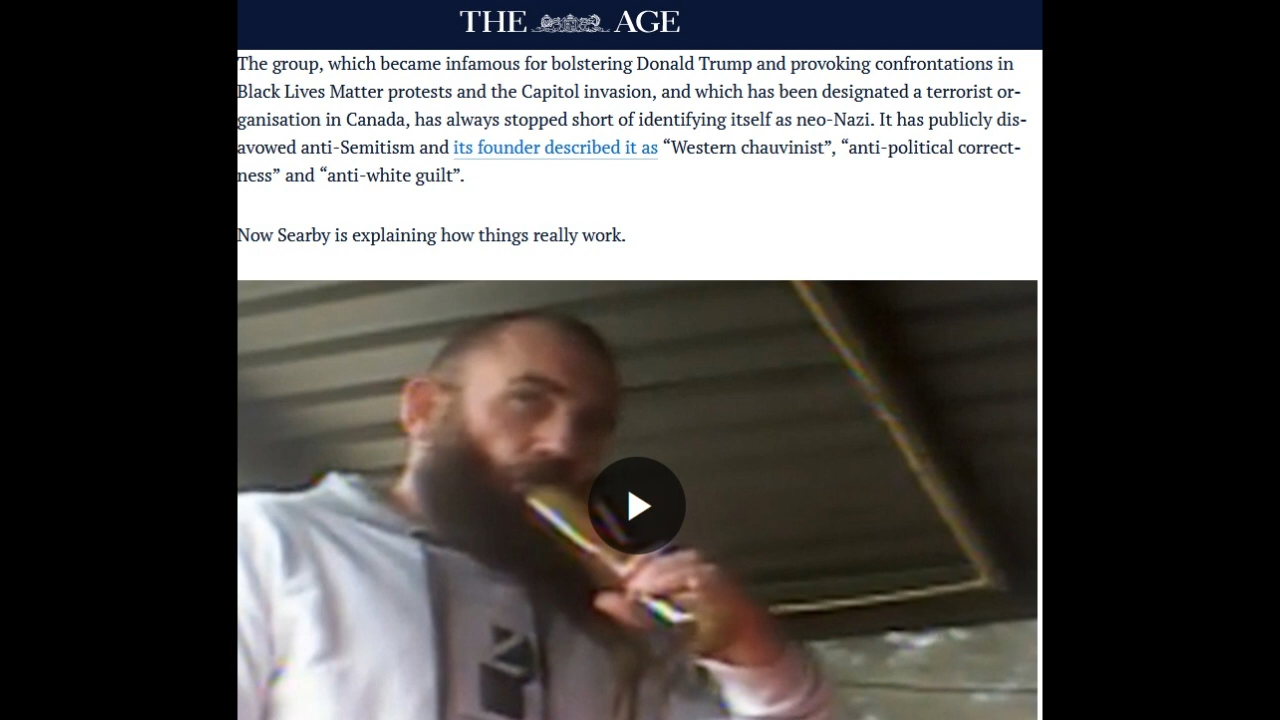 THE AGE
The group, which became infamous for bolstering Donald Trump and provoking confrontations in
Black Lives Matter protests and the Capitol invasion, and which has been designated a terrorist or-
ganisation in Canada, has always stopped short of identifying itself as neo-Nazi. It has publicly dis-
avowed anti-Semitism and its founder described it as “Western chauvinist”, “anti-political correct-
ness” and “anti-white guilt”.
Now Searby is explaining how things really work.